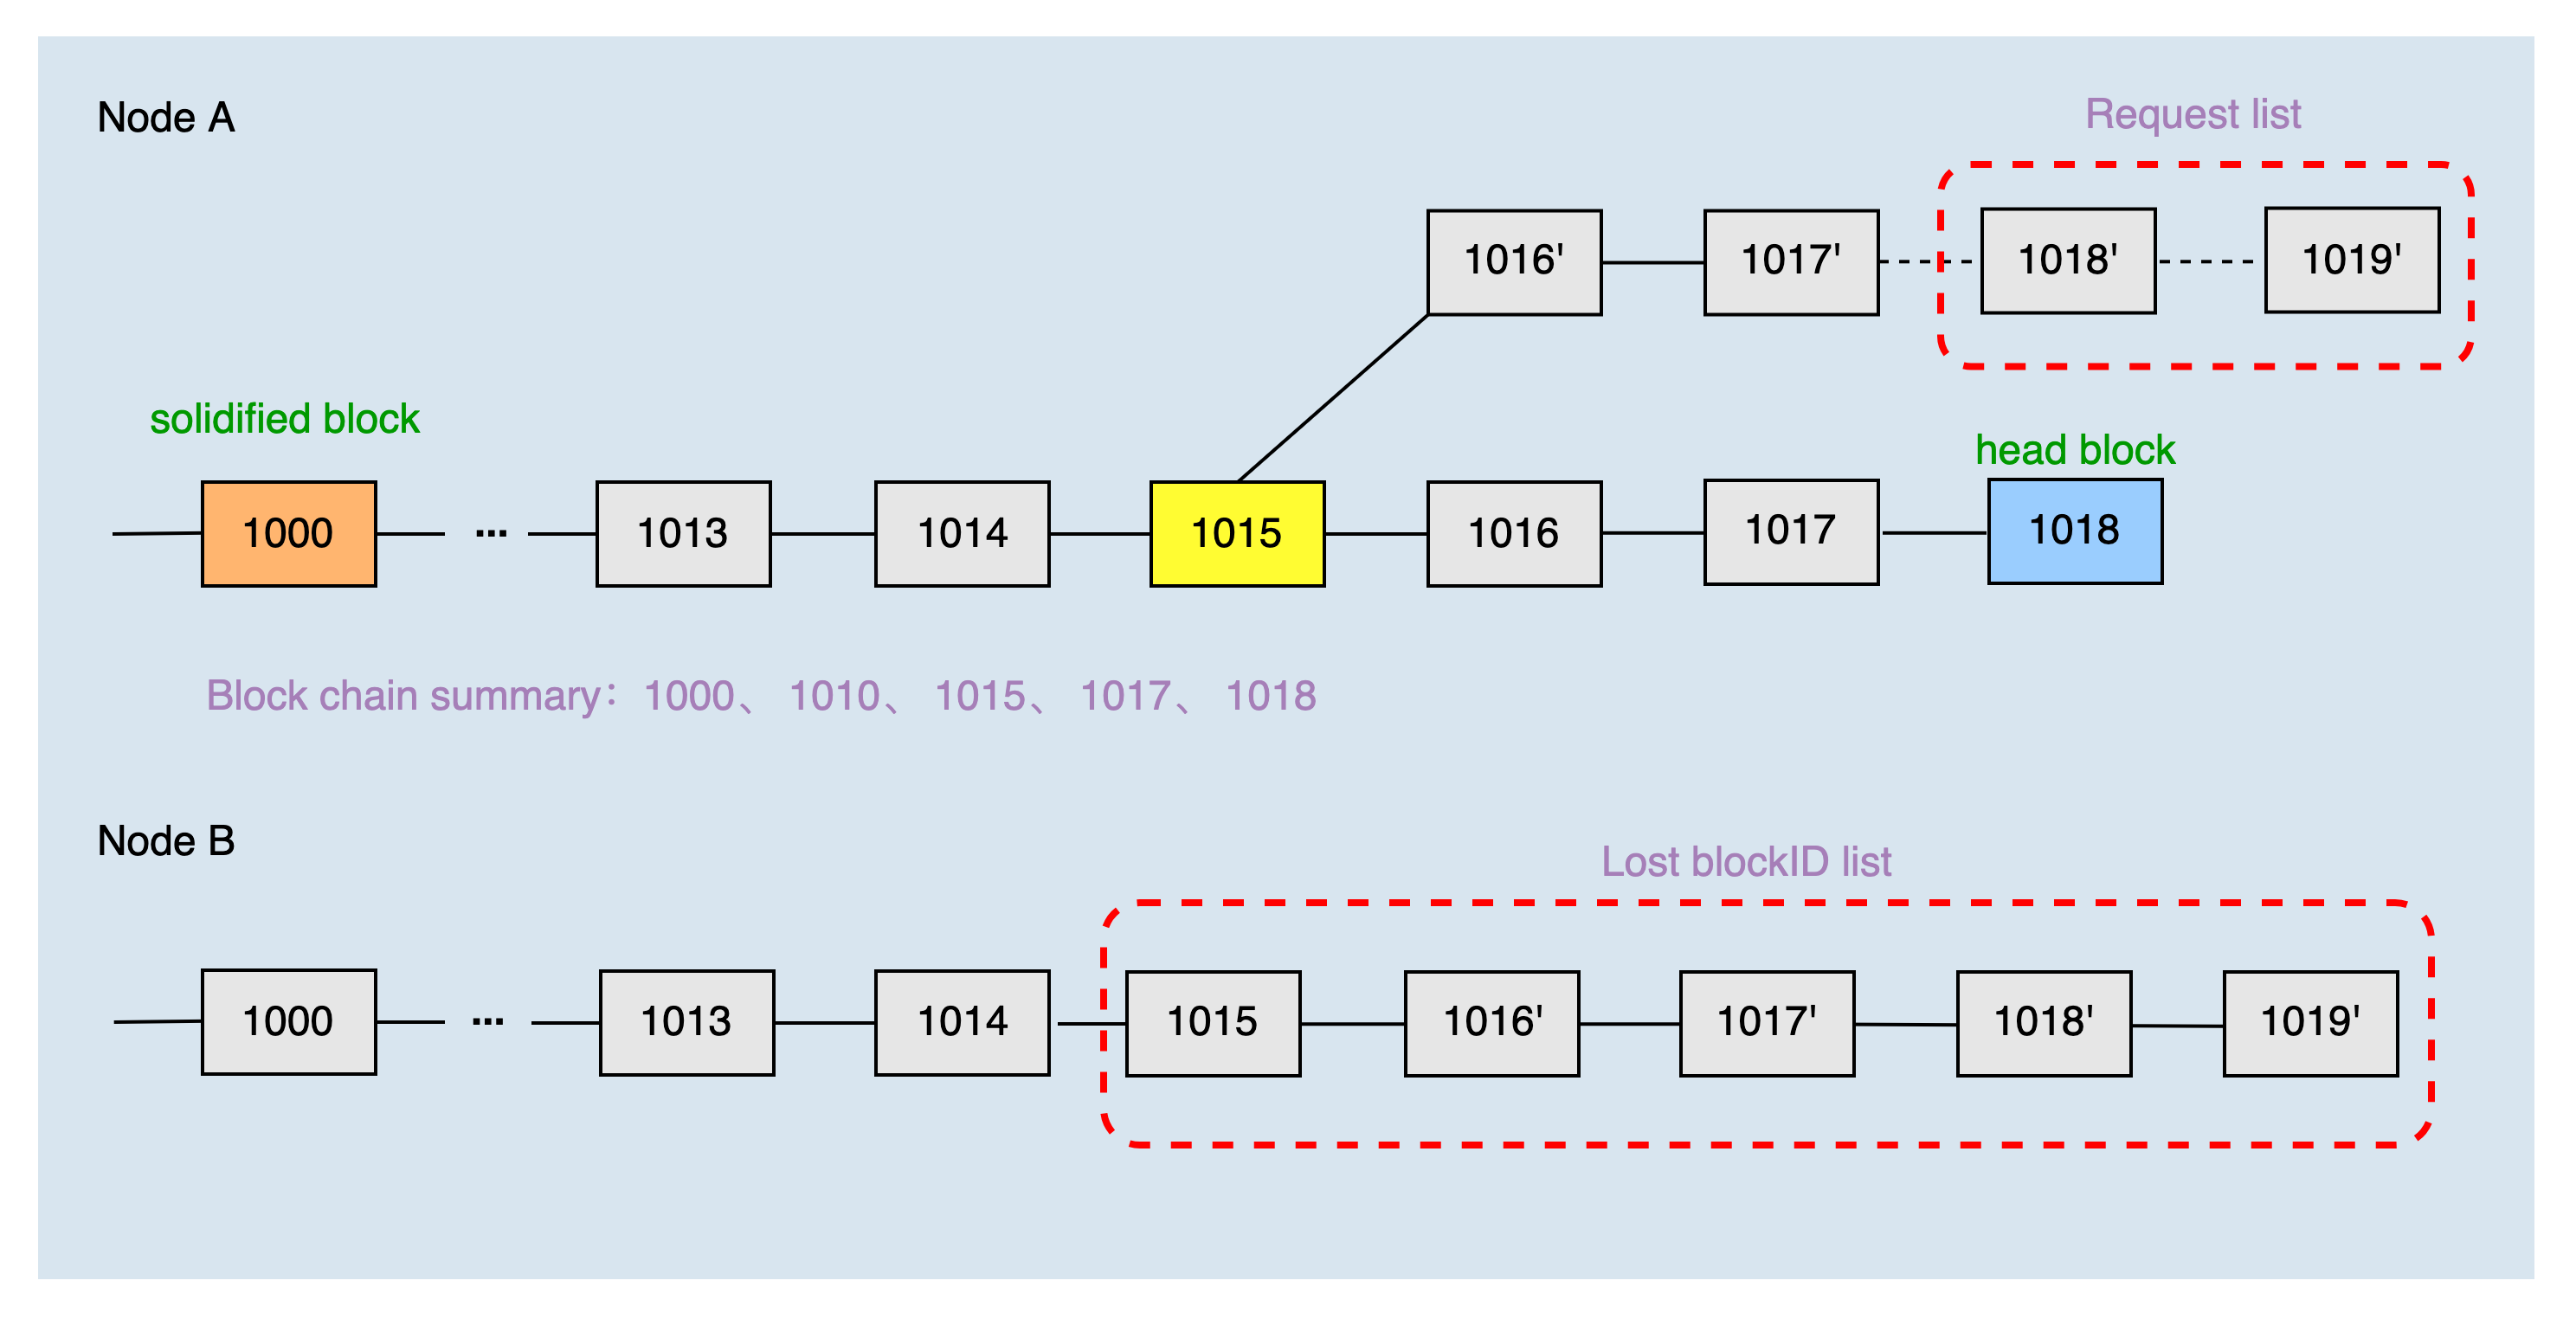 Node A
Request list
1016' 1017' 1018' 1019'
solidified block
head block
1000 ... 1013 1014 1015 1016 1017 1018
Block chain summary：1000、1010、1015、1017、1018
Node B
Lost blockID list
1000 ... 1013 1014 1015 1016' 1017' 1018' 1019'